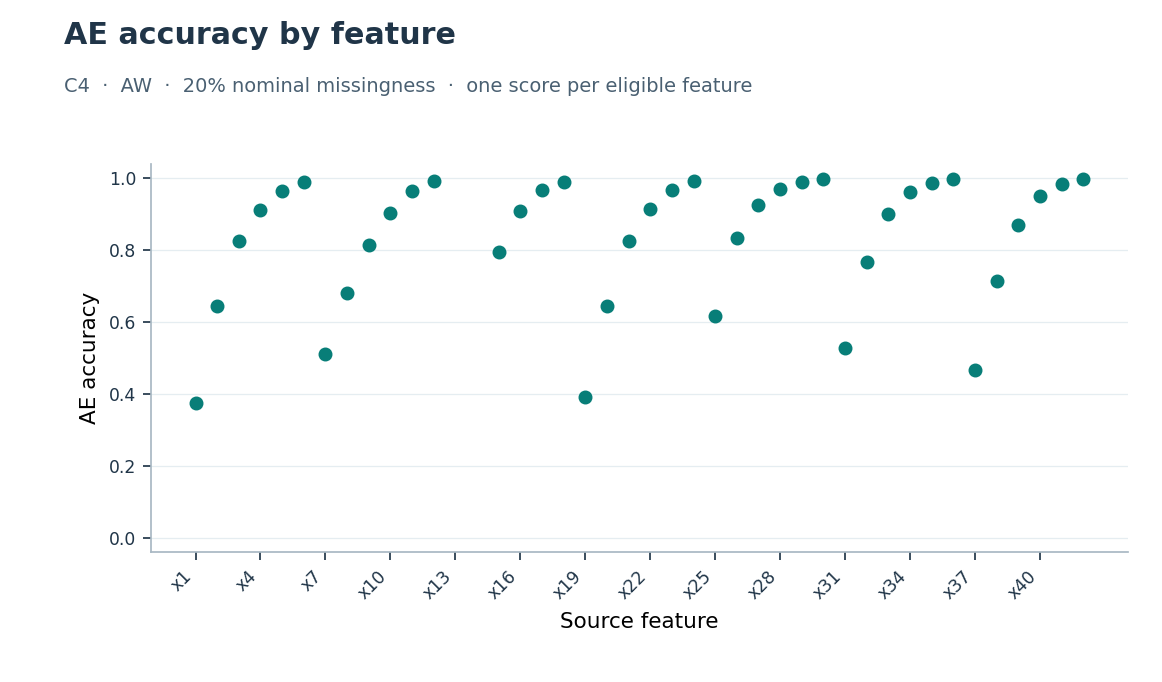 AE accuracy by feature
C4 · AW · 20% nominal missingness · one score per eligible feature
1.0
0.8
0.6
0.4
0.2
0.0
AE accuracy
x1 x4 x7 x10 x13 x16 x19 x22 x25 x28 x31 x34 x37 x40
Source feature